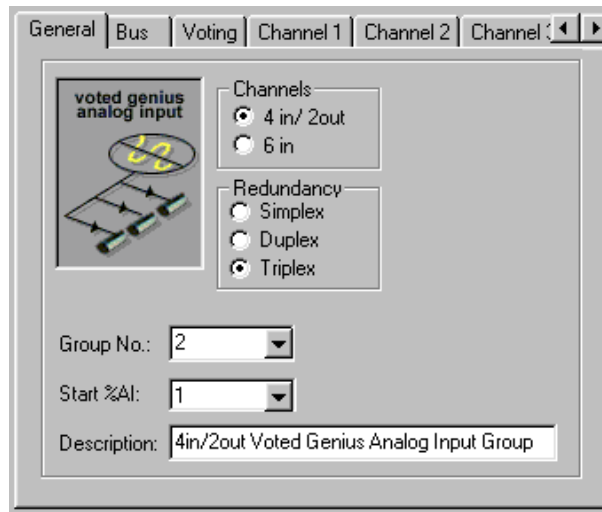 General Bus Voting Channel 1 Channel 2 Channel
voted genius
analog input
Channels
4 in/ 2out
6 in
Redundancy
Simplex
Duplex
Triplex
Group No.: 2
Start %AI: 1
Description: 4in/2out Voted Genius Analog Input Group